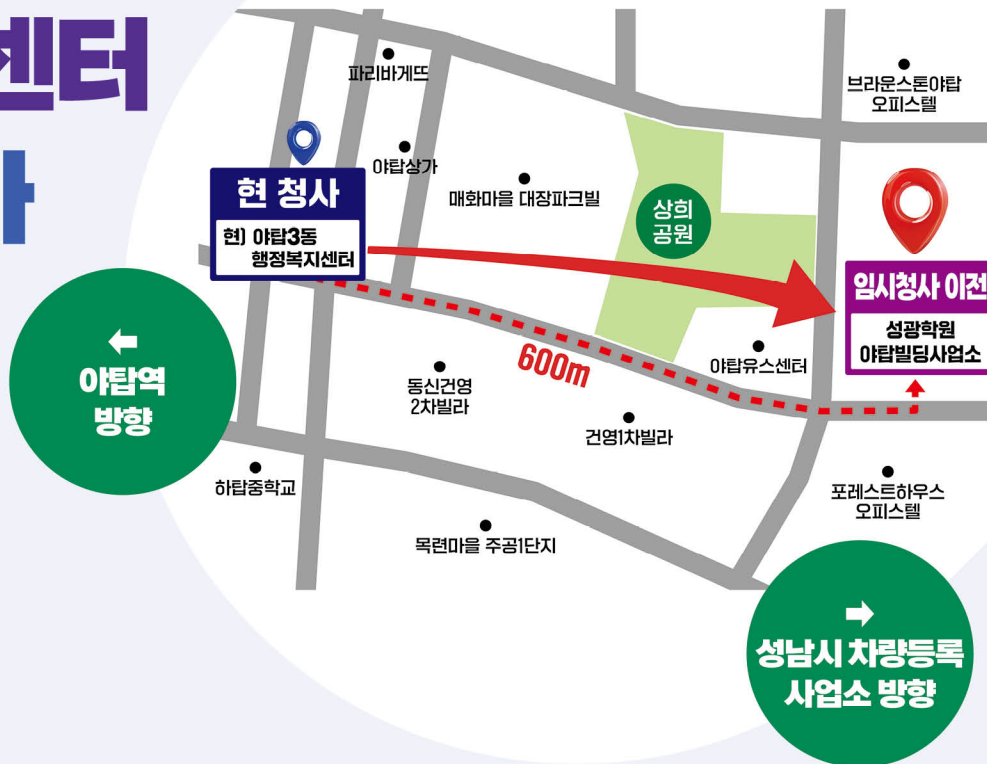 센터
파리바게뜨
브라운스톤야탑
오피스텔
현 청사
현) 야탑3동
행정복지센터
야탑상가
매화마을 대장파크빌
상희
공원
임시청사 이전
성광학원
야탑빌딩사업소
야탑유스센터
600m
←
야탑역
방향
동신건영
2차빌라
건영1차빌라
하탑중학교
목련마을 주공1단지
포레스트하우스
오피스텔
→
성남시 차량등록
사업소 방향